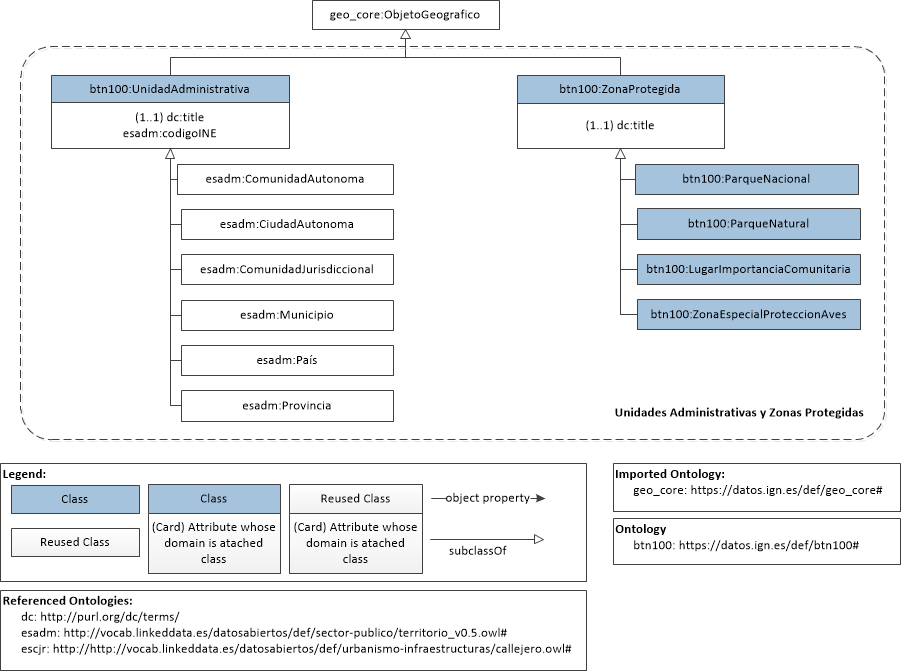 geo_core:ObjetoGeografico
btn100:UnidadAdministrativa
(1..1) dc:title
esadm:codigoINE
btn100:ZonaProtegida
(1..1) dc:title
esadm:ComunidadAutonoma
esadm:CiudadAutonoma
esadm:ComunidadJurisdiccional
esadm:Municipio
esadm:País
esadm:Provincia
btn100:ParqueNacional
btn100:ParqueNatural
btn100:LugarImportanciaComunitaria
btn100:ZonaEspecialProteccionAves
Unidades Administrativas y Zonas Protegidas
Legend:
Class
Reused Class
Class
(Card) Attribute whose
domain is atached
class
Reused Class
(Card) Attribute whose
domain is atached
class
object property
subclassOf
Imported Ontology:
geo_core: https://datos.ign.es/def/geo_core#
Ontology
btn100: https://datos.ign.es/def/btn100#
Referenced Ontologies:
dc: http://purl.org/dc/terms/
esadm: http://vocab.linkeddata.es/datosabiertos/def/sector-publico/territorio_v0.5.owl#
escjr: http://http://vocab.linkeddata.es/datosabiertos/def/urbanismo-infraestructuras/callejero.owl#